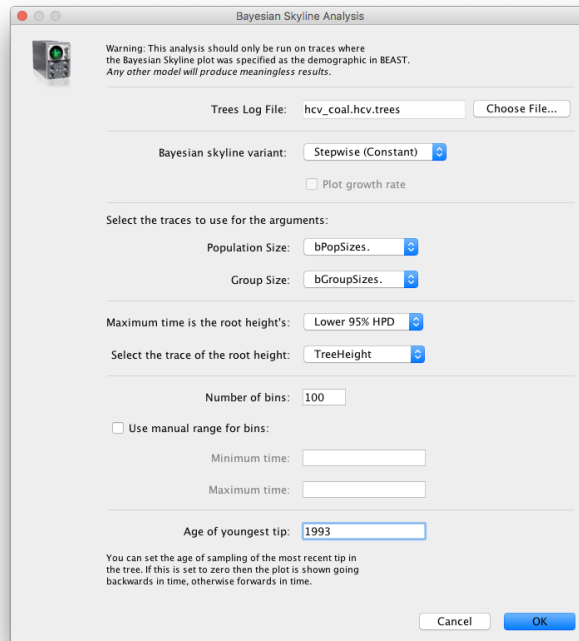 Bayesian Skyline Analysis
Warning: This analysis should only be run on traces where
the Bayesian Skyline plot was specified as the demographic in BEAST.
Any other model will produce meaningless results.
Trees Log File: hcv_coal.hcv.trees Choose File...
Bayesian skyline variant: Stepwise (Constant)
Plot growth rate
Select the traces to use for the arguments:
Population Size: bPopSizes.
Group Size: bGroupSizes.
Maximum time is the root height's: Lower 95% HPD
Select the trace of the root height: TreeHeight
Number of bins: 100
Use manual range for bins:
Minimum time:
Maximum time:
Age of youngest tip: 1993
You can set the age of sampling of the most recent tip in
the tree. If this is set to zero then the plot is shown going
backwards in time, otherwise forwards in time.
Cancel OK